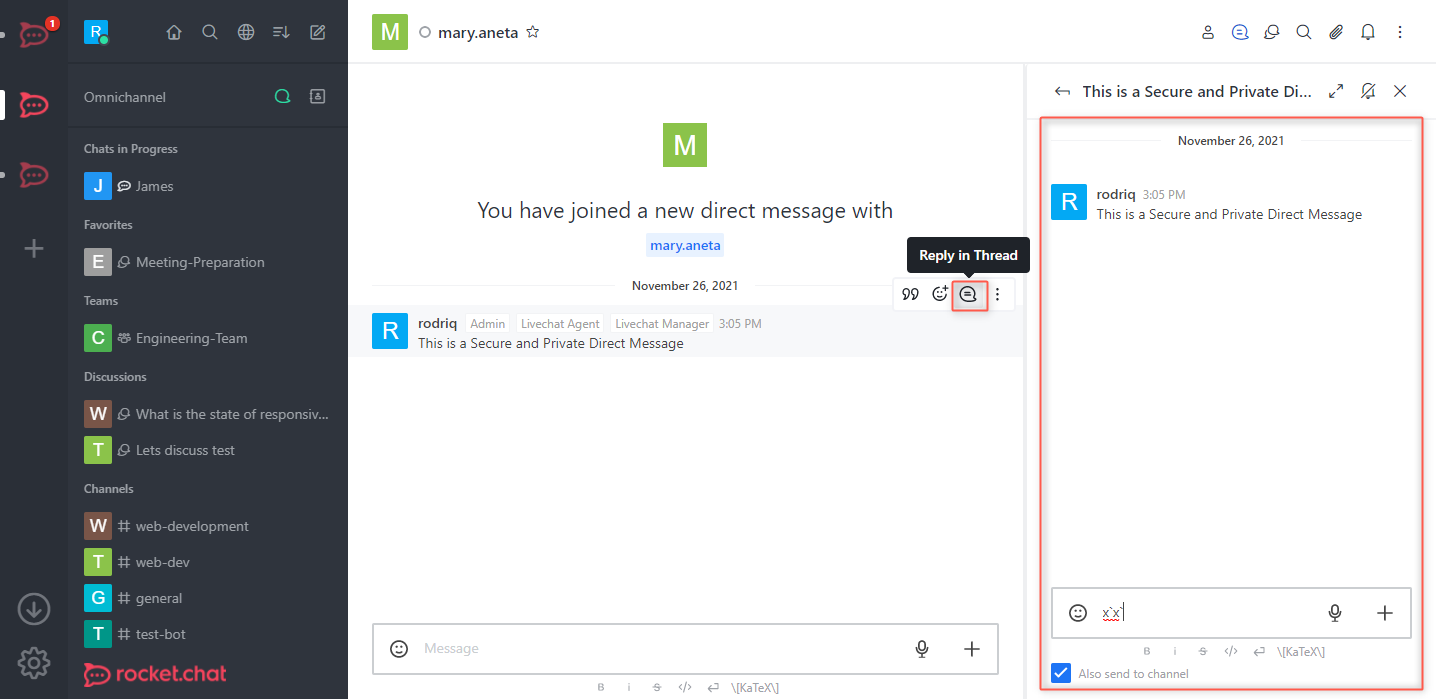 1
R
Omnichannel
Chats in Progress
J James
Favorites
E Meeting-Preparation
Teams
C Engineering-Team
Discussions
W What is the state of responsiv...
T Lets discuss test
Channels
W # web-development
T # web-dev
G # general
T # test-bot
rocket.chat
M mary.aneta
M
You have joined a new direct message with
mary.aneta
Reply in Thread
November 26, 2021
R rodriq Admin Livechat Agent Livechat Manager 3:05 PM
This is a Secure and Private Direct Message
Message
B i S </> \[KaTeX\]
This is a Secure and Private Di...
November 26, 2021
R rodriq 3:05 PM
This is a Secure and Private Direct Message
x`x`
B i S </> \[KaTeX\]
Also send to channel